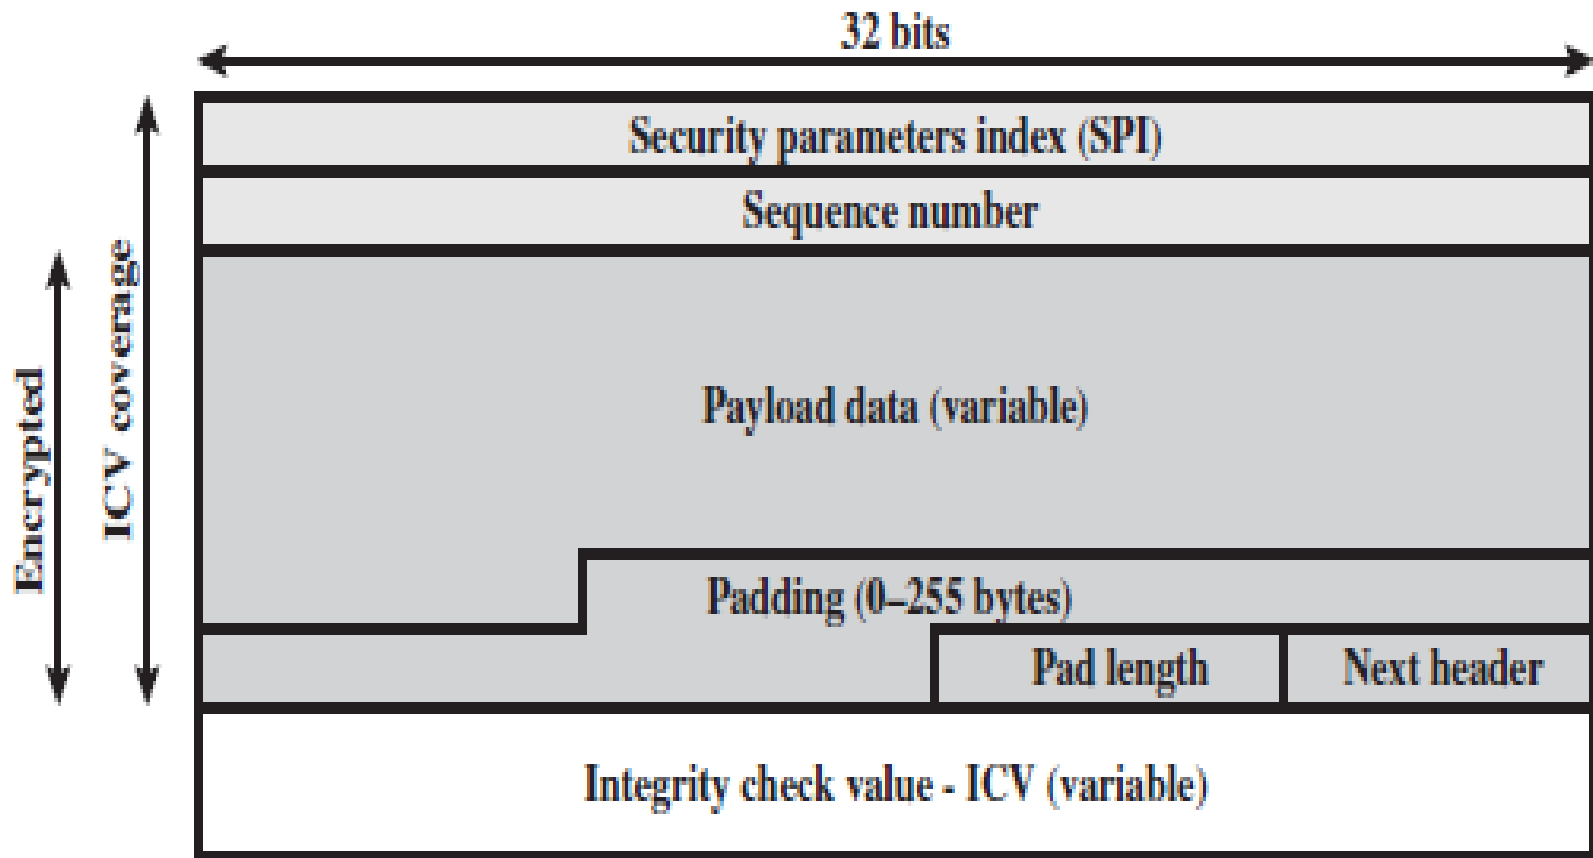 32 bits
Security parameters index (SPI)
Sequence number
Encrypted
ICV coverage
Payload data (variable)
Padding (0–255 bytes)
Pad length
Next header
Integrity check value - ICV (variable)